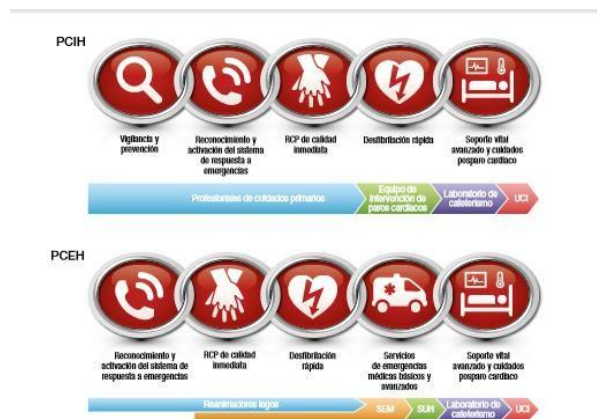 PCIH
Vigilancia y
prevención
Reconocimiento y
activación del sistema
de respuesta a
emergencias
RCP de calidad
inmediata
Desfibrilación rápida
Soporte vital
avanzado y cuidados
posparo cardíaco
Profesionales de cuidados primarios
Equipo de
intervención de
paros cardíacos
Laboratorio de
cateterismo
UCI
PCEH
Reconocimiento y
activación del sistema de
respuesta a emergencias
RCP de calidad
inmediata
Desfibrilación
rápida
Servicios
de emergencias
médicas básicos y
avanzados
Soporte vital
avanzado y cuidados
posparo cardíaco
Reanimadores legos
SEM
SUH
Laboratorio de
cateterismo
UCI